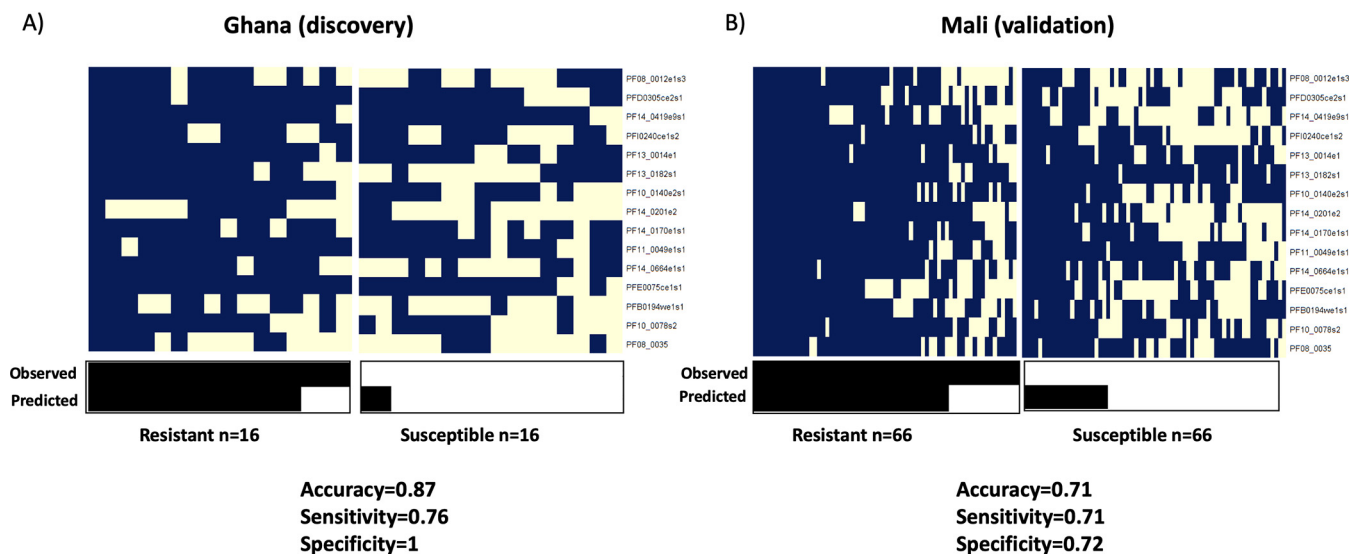 A)
Ghana (discovery)
PF08_0012e1s3
PFD0305ce2s1
PF14_0419e9s1
PFI0240ce1s2
PF13_0014e1
PF13_0182s1
PF10_0140e2s1
PF14_0201e2
PF14_0170e1s1
PF11_0049e1s1
PF14_0664e1s1
PFE0075ce1s1
PFB0194we1s1
PF10_0078s2
PF08_0035
Observed
Predicted
Resistant n=16
Susceptible n=16
Accuracy=0.87
Sensitivity=0.76
Specificity=1
B)
Mali (validation)
PF08_0012e1s3
PFD0305ce2s1
PF14_0419e9s1
PFI0240ce1s2
PF13_0014e1
PF13_0182s1
PF10_0140e2s1
PF14_0201e2
PF14_0170e1s1
PF11_0049e1s1
PF14_0664e1s1
PFE0075ce1s1
PFB0194we1s1
PF10_0078s2
PF08_0035
Observed
Predicted
Resistant n=66
Susceptible n=66
Accuracy=0.71
Sensitivity=0.71
Specificity=0.72